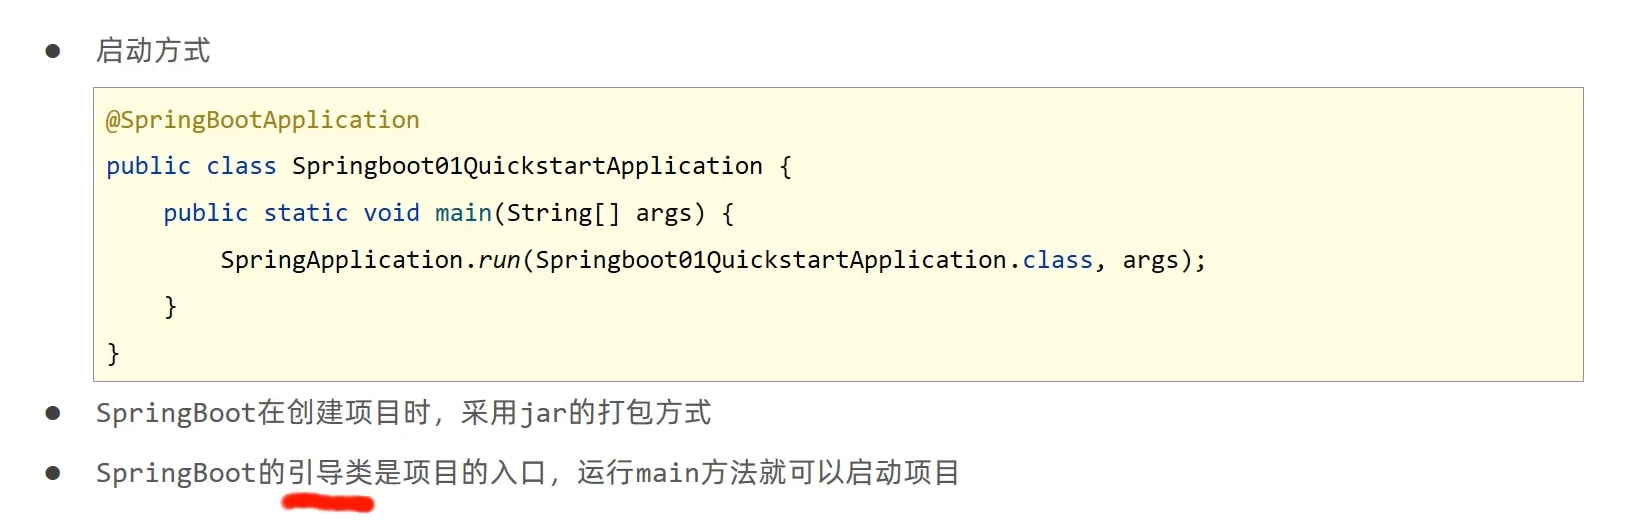 ● 启动方式
@SpringBootApplication
public class Springboot01QuickstartApplication {
    public static void main(String[] args) {
        SpringApplication.run(Springboot01QuickstartApplication.class, args);
    }
}
● SpringBoot在创建项目时，采用jar的打包方式
● SpringBoot的引导类是项目的入口，运行main方法就可以启动项目